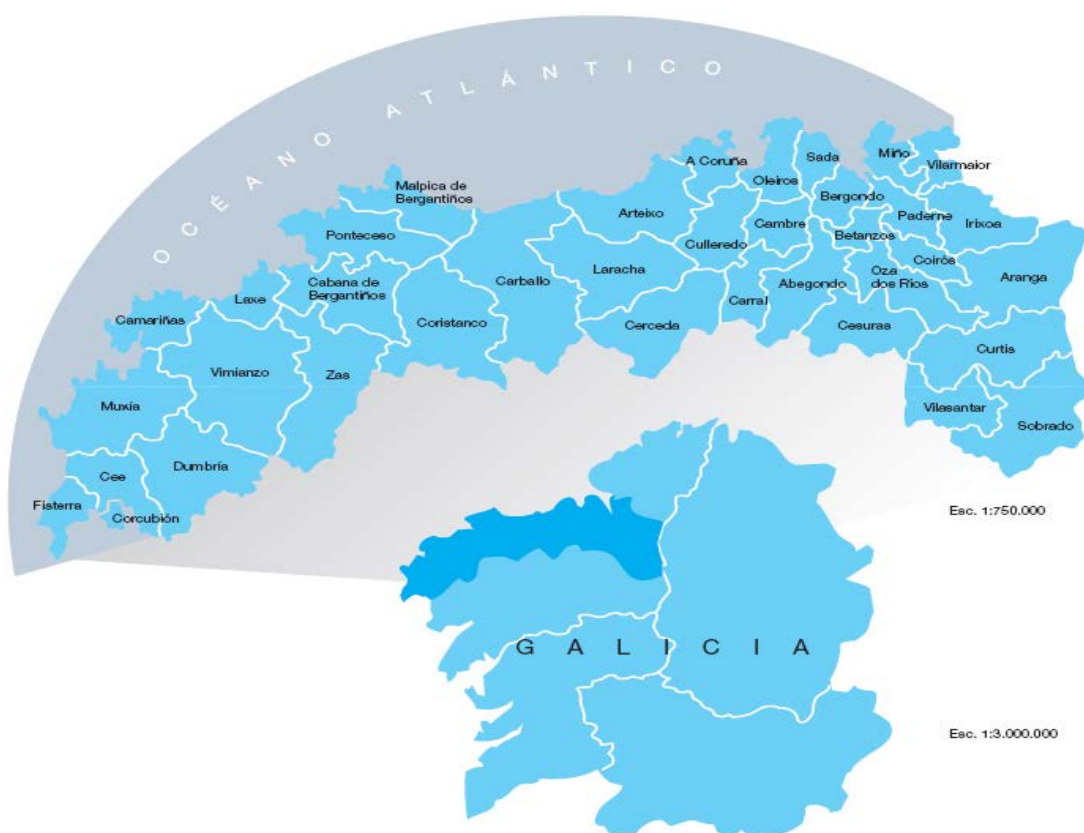 OCÉANO ATLÁNTICO
A Coruña
Sada
Miño
Vilarmaior
Oleiros
Malpica de
Bergantiños
Bergondo
Arteixo
Paderne
Irixoa
Cambre
Betanzos
Ponteceso
Culleredo
Coirós
Laracha
Oza
dos Ríos
Aranga
Carballo
Abegondo
Cabana de
Bergantiños
Laxe
Carral
Camariñas
Coristanco
Cerceda
Cesuras
Curtis
Vimianzo
Zas
Muxía
Vilasantar
Sobrado
Dumbría
Cee
Fisterra
Corcubión
Esc. 1:750.000
GALICIA
Esc. 1:3.000.000